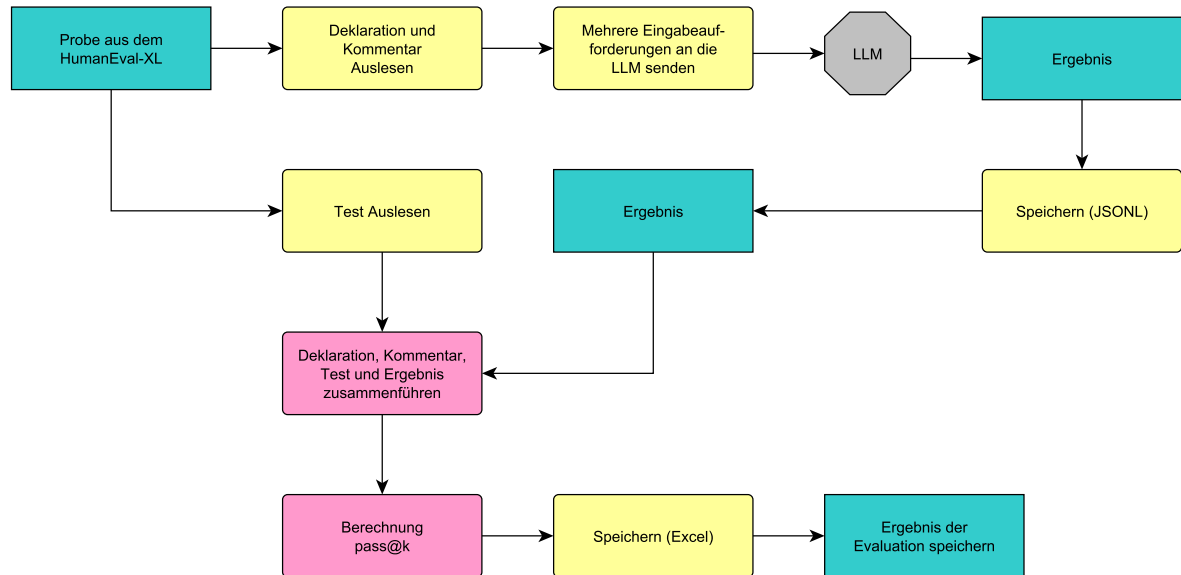 Probe aus dem
HumanEval-XL
Deklaration und
Kommentar
Auslesen
Mehrere Eingabeauf-
forderungen an die
LLM senden
LLM
Ergebnis
Test Auslesen
Ergebnis
Speichern (JSONL)
Deklaration, Kommentar,
Test und Ergebnis
zusammenführen
Berechnung
pass@k
Speichern (Excel)
Ergebnis der
Evaluation speichern